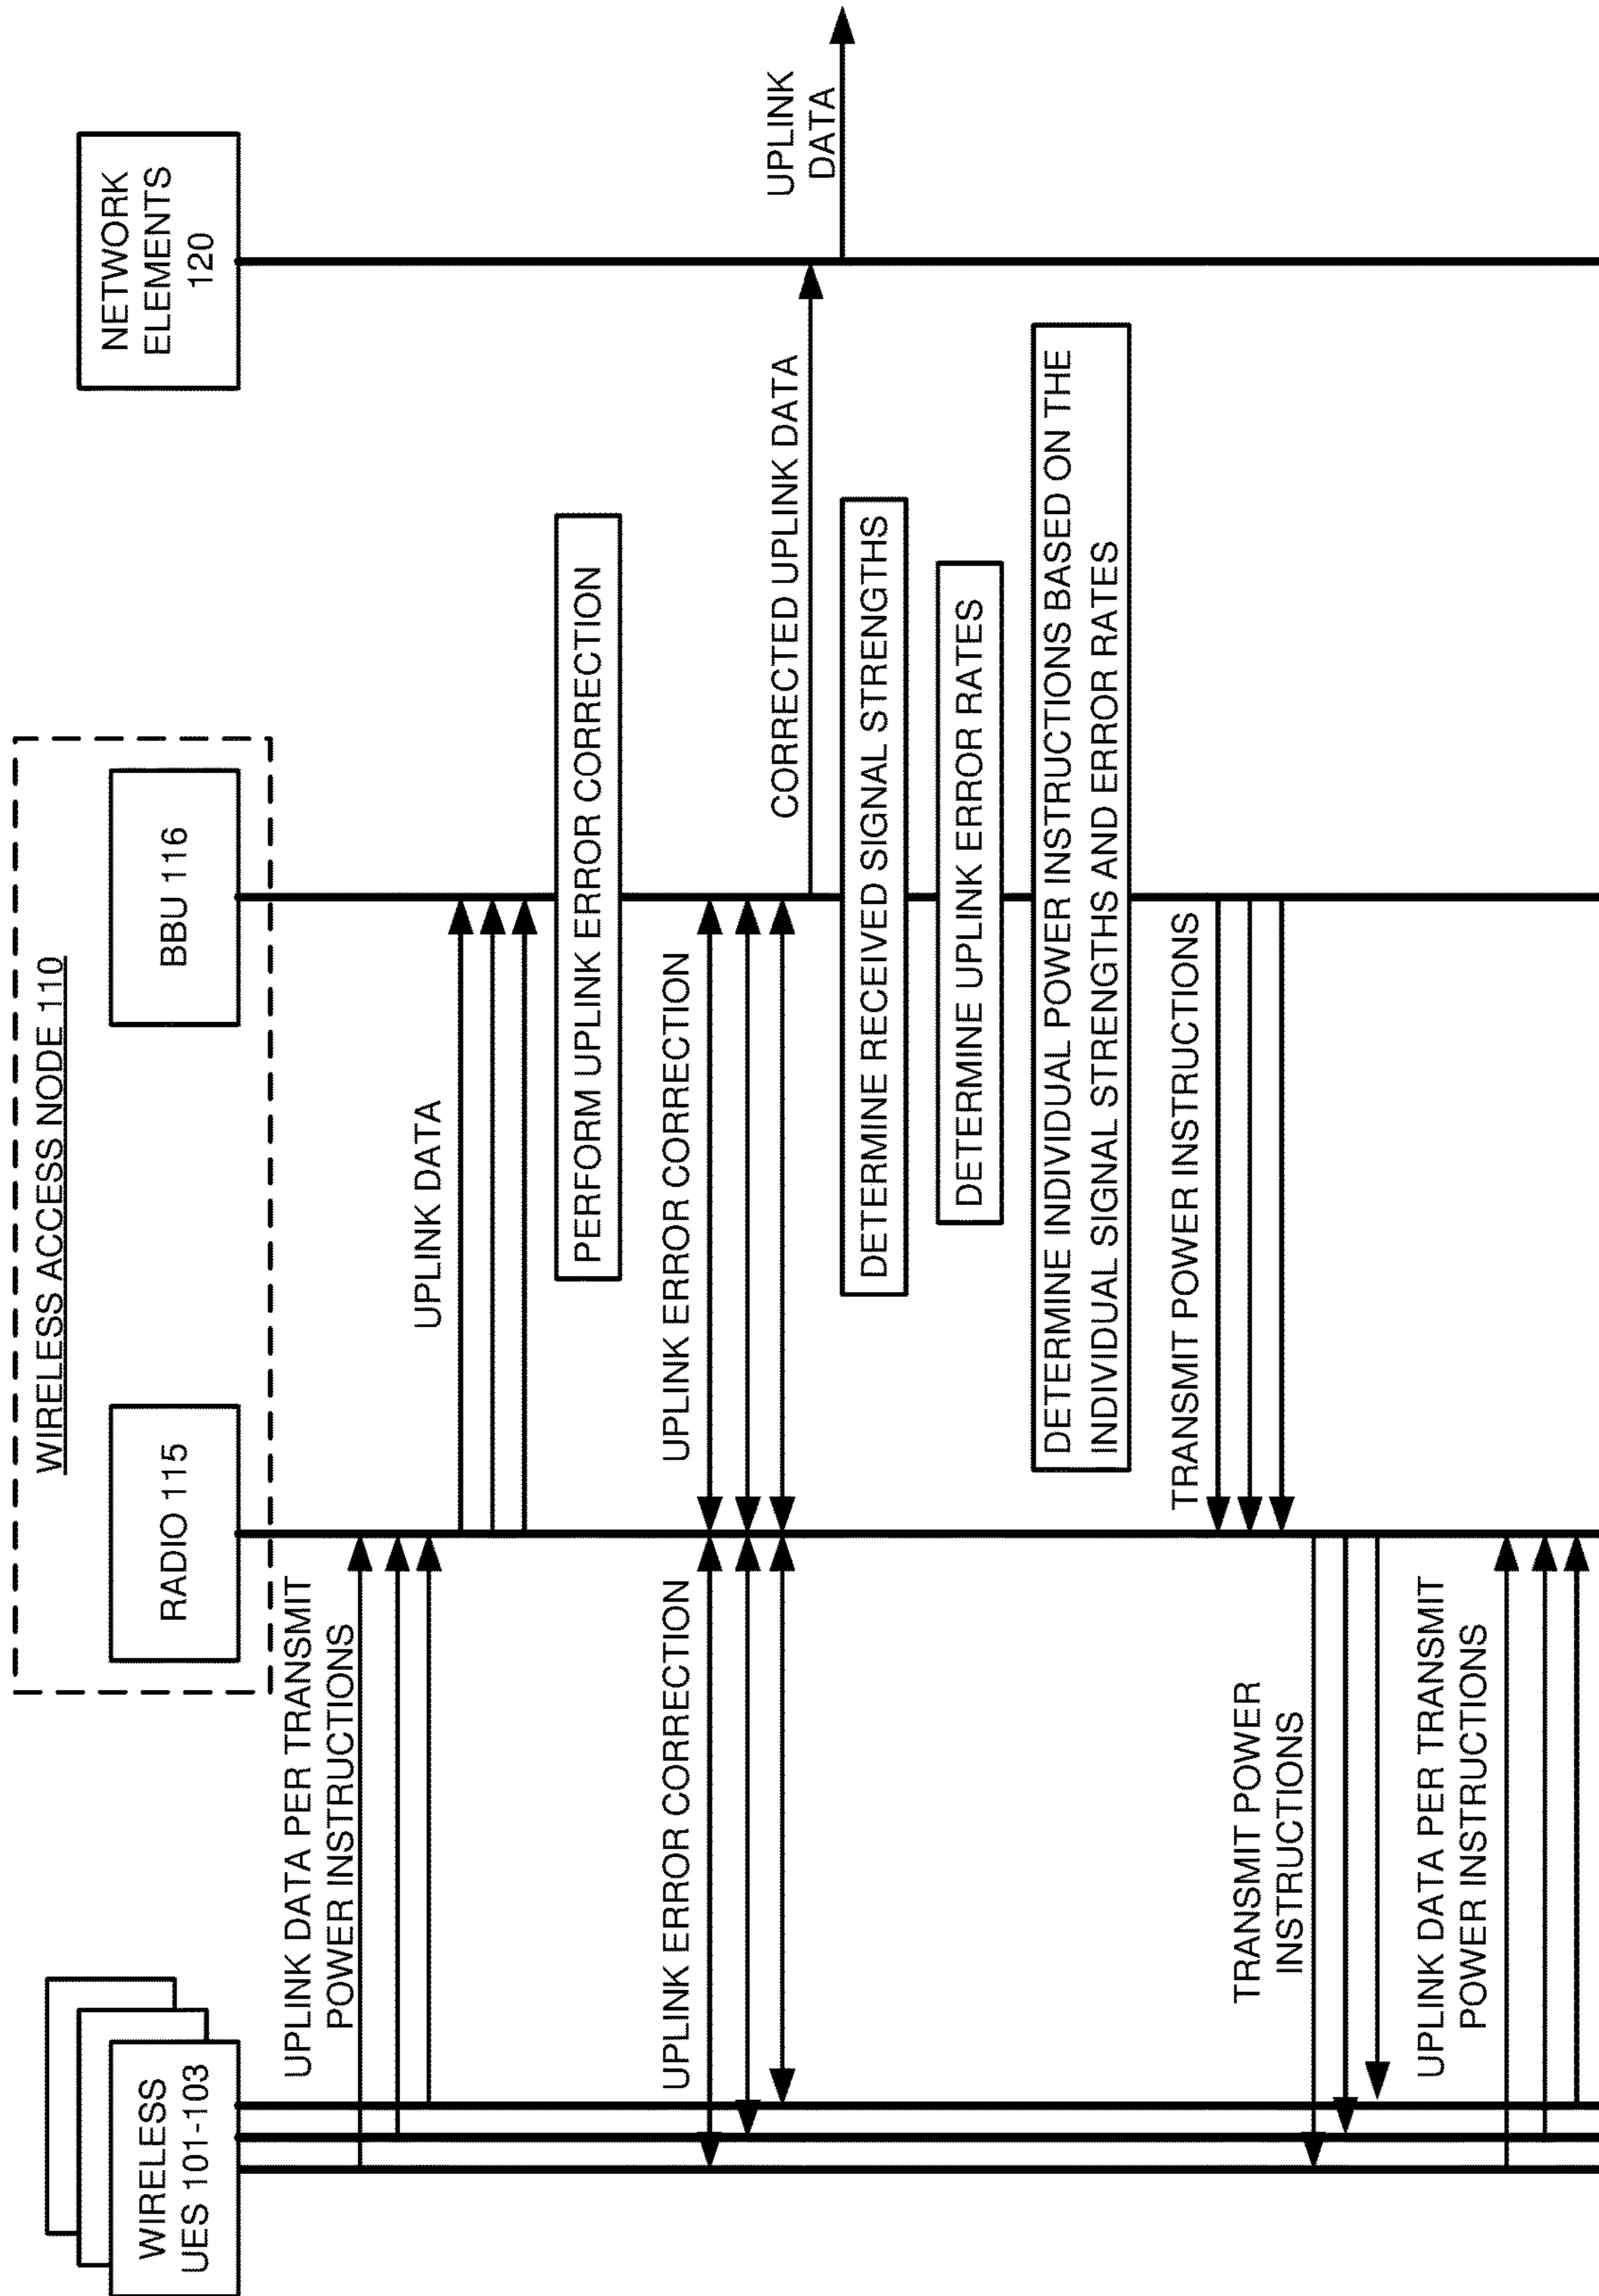 WIRELESS
UES 101-103
WIRELESS ACCESS NODE 110
RADIO 115
BBU 116
NETWORK
ELEMENTS
120
UPLINK DATA PER TRANSMIT
POWER INSTRUCTIONS
UPLINK DATA
PERFORM UPLINK ERROR CORRECTION
UPLINK ERROR CORRECTION
UPLINK ERROR CORRECTION
CORRECTED UPLINK DATA
UPLINK
DATA
DETERMINE RECEIVED SIGNAL STRENGTHS
DETERMINE UPLINK ERROR RATES
DETERMINE INDIVIDUAL POWER INSTRUCTIONS BASED ON THE
INDIVIDUAL SIGNAL STRENGTHS AND ERROR RATES
TRANSMIT POWER INSTRUCTIONS
TRANSMIT POWER
INSTRUCTIONS
UPLINK DATA PER TRANSMIT
POWER INSTRUCTIONS